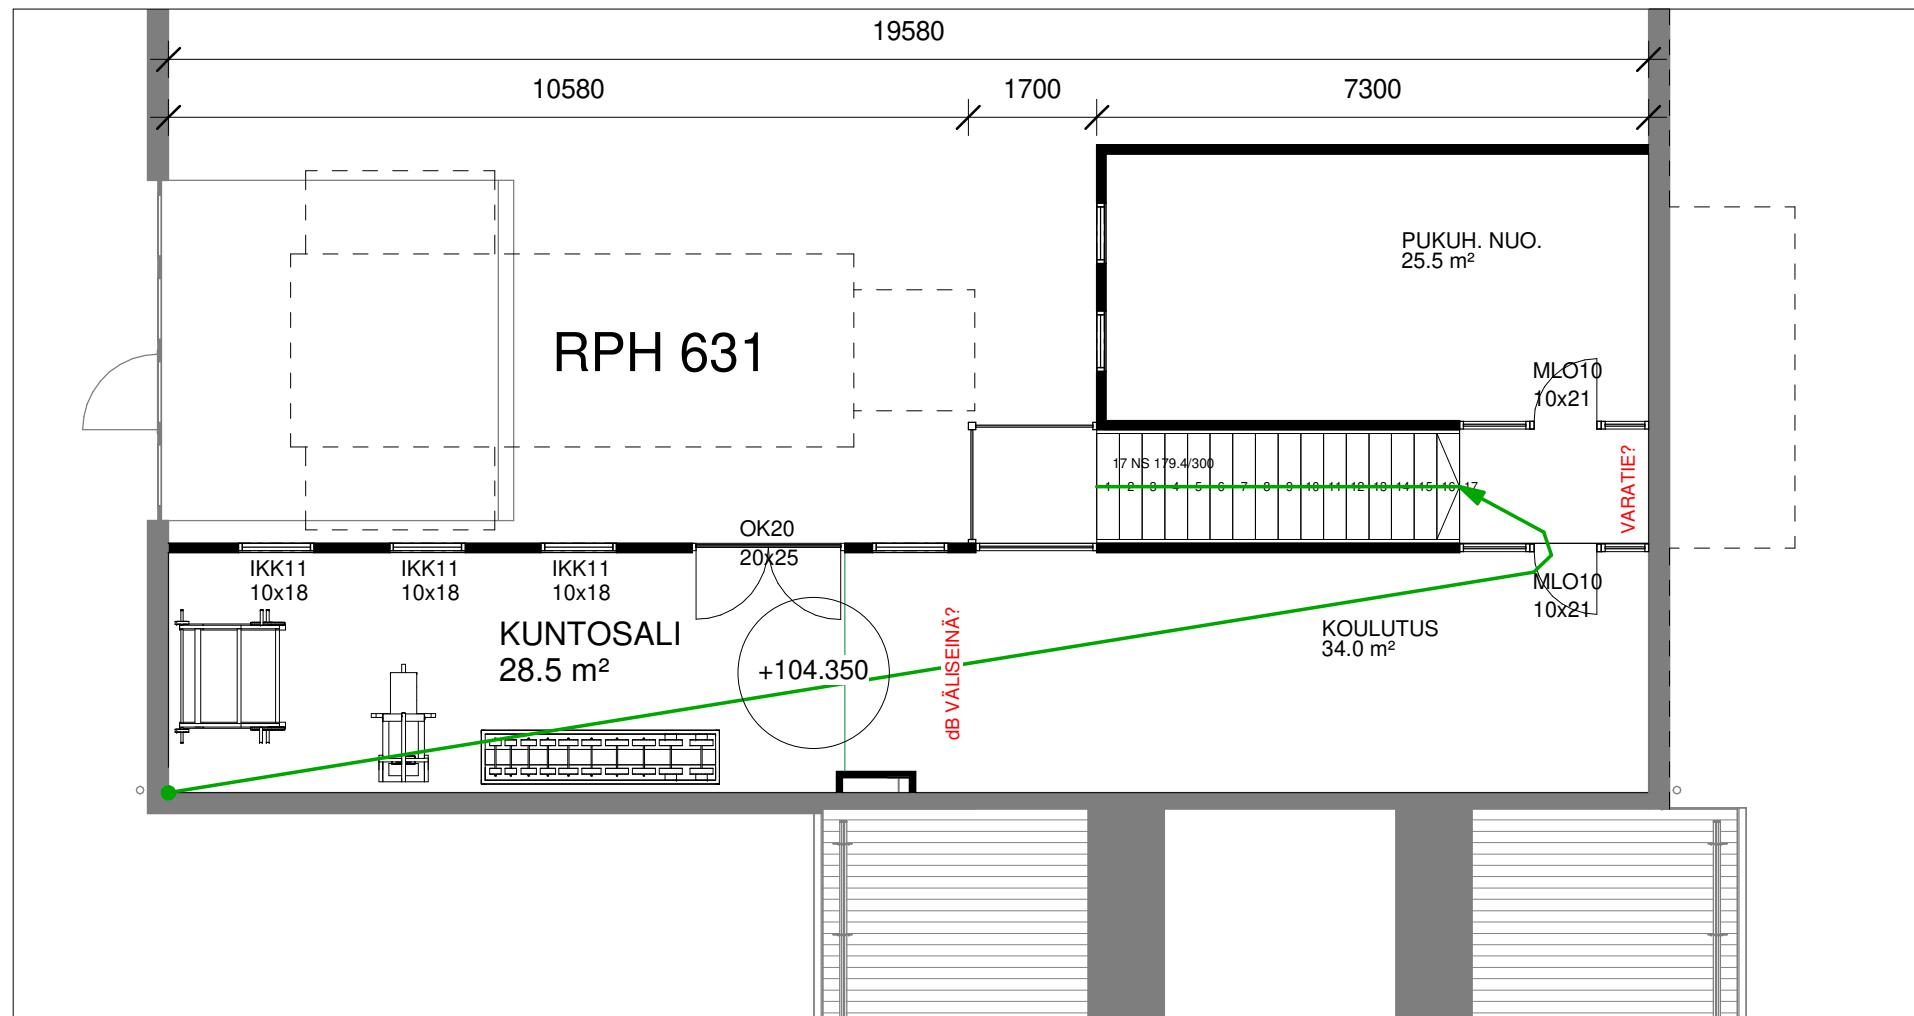 19580
10580
1700
7300
PUKUH. NUO.
25.5 m²
RPH 631
MLO10
10x21
17 NS 179.4/300
1 2 3 4 5 6 7 8 9 10 11 12 13 14 15 16 17
VARATIE?
OK20
20x25
IKK11
10x18
IKK11
10x18
IKK11
10x18
MLO10
10x21
KUNTOSALI
28.5 m²
+104.350
dB VÄLISEINÄ?
KOULUTUS
34.0 m²